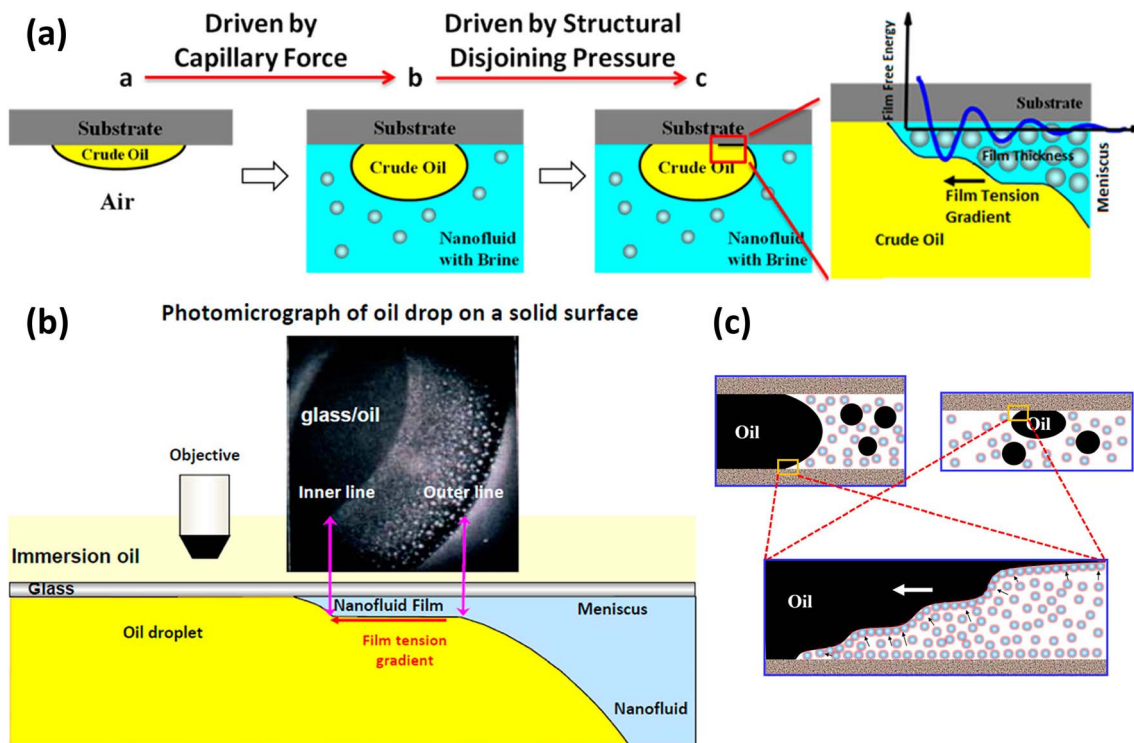 (a)
Driven by
Capillary Force
Driven by Structural
Disjoining Pressure
a
b
c
Substrate
Crude Oil
Air
Substrate
Crude Oil
Nanofluid
with Brine
Substrate
Crude Oil
Nanofluid
with Brine
Film Free Energy
Substrate
Film Thickness
Meniscus
Film Tension
Gradient
Crude Oil
(b)
Photomicrograph of oil drop on a solid surface
glass/oil
Inner line
Outer line
Objective
Immersion oil
Glass
Nanofluid Film
Meniscus
Oil droplet
Film tension
gradient
Nanofluid
(c)
Oil
Oil
Oil